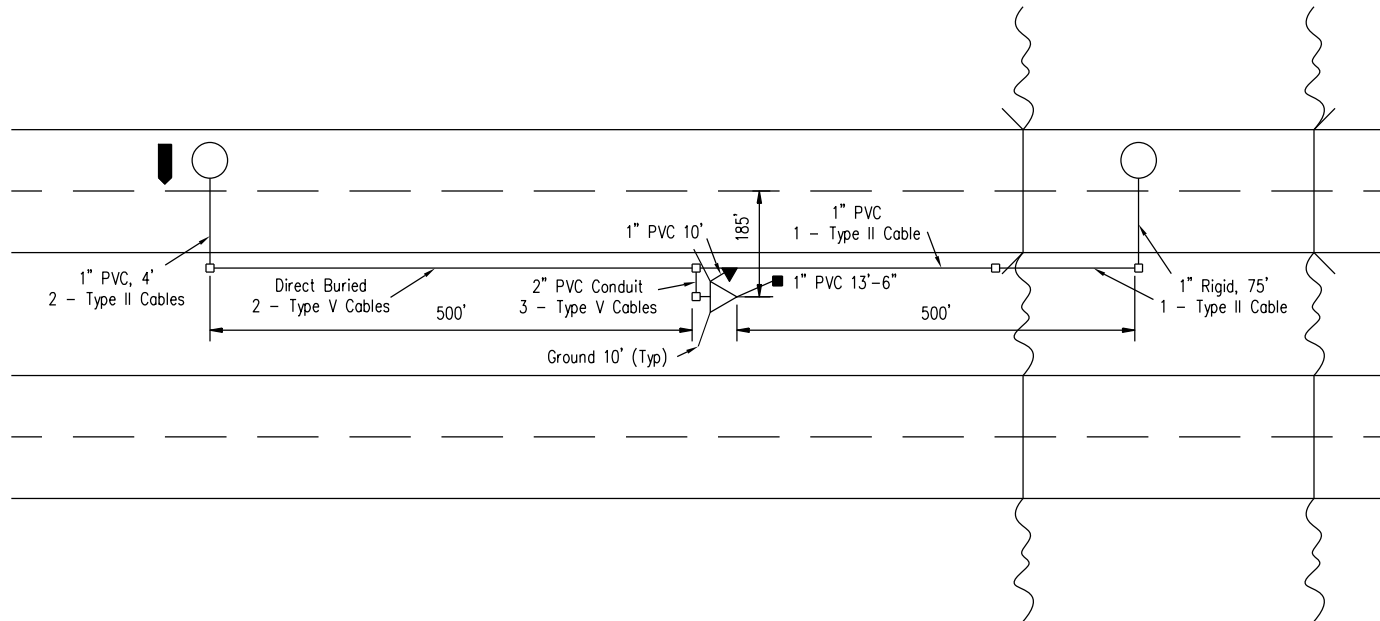 1" PVC 10'
185'
1" PVC
1 - Type II Cable
1" PVC, 4'
2 - Type II Cables
Direct Buried
2 - Type V Cables
2" PVC Conduit
3 - Type V Cables
1" PVC 13'-6"
1" Rigid, 75'
1 - Type II Cable
500'
500'
Ground 10' (Typ)